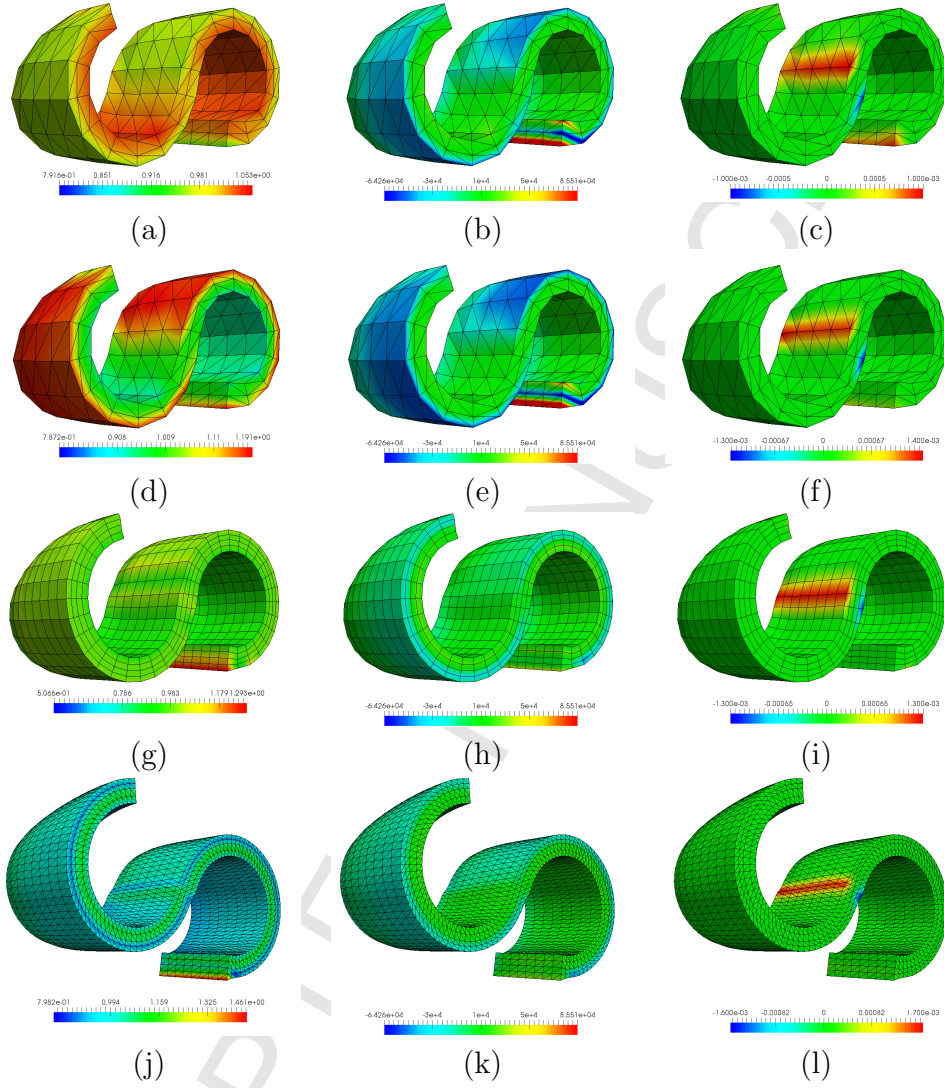 7.916e-01 0.851 0.916 0.981 1.053e+00
-6.426e+04 -3e+4 1e+4 5e+4 8.551e+04
-1.000e-03 -0.0005 0 0.0005 1.000e-03
(a) (b) (c)
7.872e-01 0.908 1.009 1.11 1.191e+00
-6.426e+04 -3e+4 1e+4 5e+4 8.551e+04
-1.300e-03 -0.00067 0 0.00067 1.400e-03
(d) (e) (f)
5.066e-01 0.786 0.983 1.179 1.293e+00
-6.426e+04 -3e+4 1e+4 5e+4 8.551e+04
-1.300e-03 -0.00065 0 0.00065 1.300e-03
(g) (h) (i)
7.982e-01 0.994 1.159 1.325 1.461e+00
-6.426e+04 -3e+4 1e+4 5e+4 8.551e+04
-1.600e-03 -0.00082 0 0.00082 1.700e-03
(j) (k) (l)